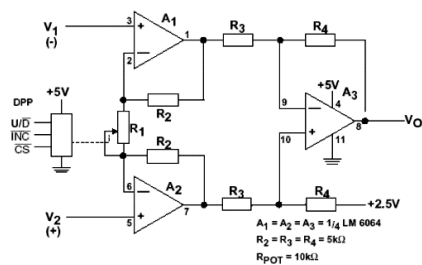 V1
(-)
3
2
+
−
A1
1
R3
R4
+5V
DPP
U/D̅
I̅N̅C̅
C̅S̅
R1
R2
R2
+5V
A3
9
10
−
+
4
8
11
VO
6
5
−
+
A2
7
V2
(+)
R3
R4
+2.5V
A1 = A2 = A3 = 1/4 LM 6064
R2 = R3 = R4 = 5kΩ
RPOT = 10kΩ